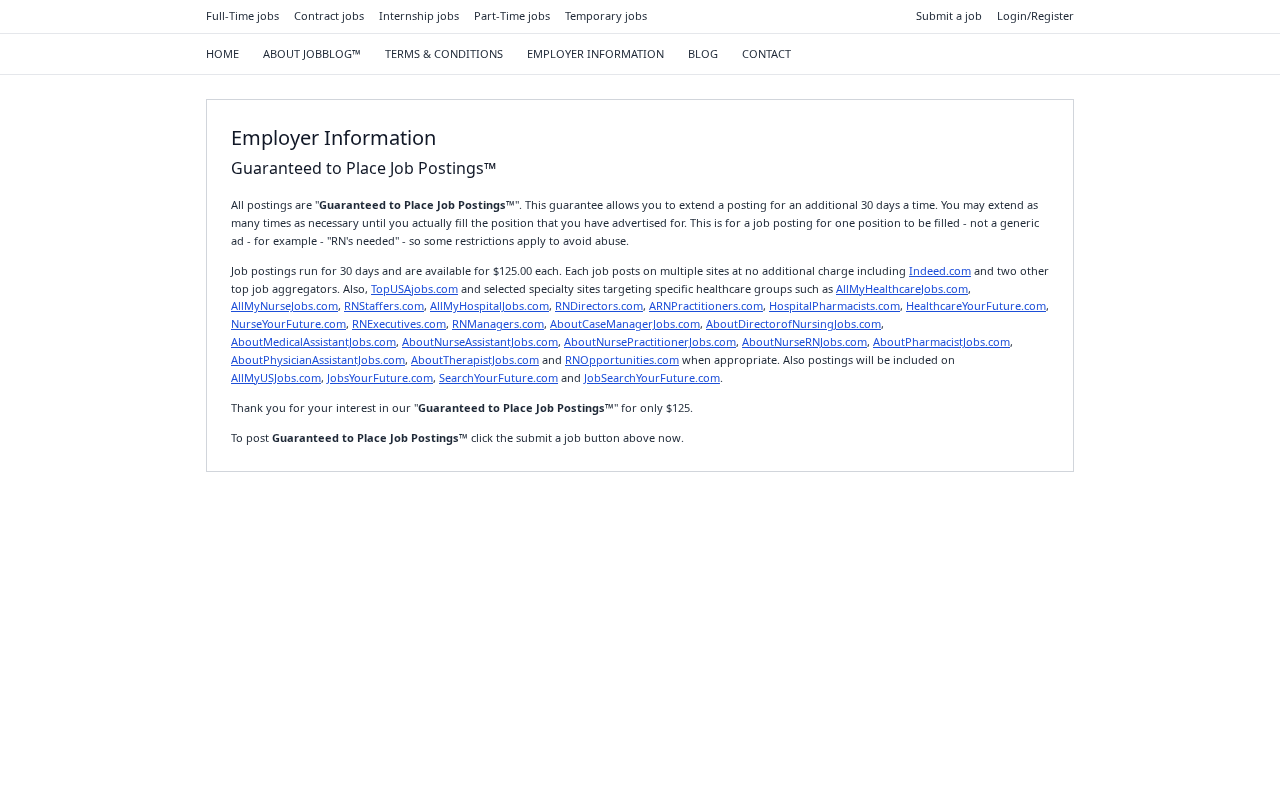 Full-Time jobs Contract jobs Internship jobs Part-Time jobs Temporary jobs Submit a job Login/Register
HOME ABOUT JOBBLOG™ TERMS & CONDITIONS EMPLOYER INFORMATION BLOG CONTACT
Employer Information
Guaranteed to Place Job Postings™
All postings are "Guaranteed to Place Job Postings™". This guarantee allows you to extend a posting for an additional 30 days a time. You may extend as
many times as necessary until you actually fill the position that you have advertised for. This is for a job posting for one position to be filled - not a generic
ad - for example - "RN's needed" - so some restrictions apply to avoid abuse.
Job postings run for 30 days and are available for $125.00 each. Each job posts on multiple sites at no additional charge including Indeed.com and two other
top job aggregators. Also, TopUSAjobs.com and selected specialty sites targeting specific healthcare groups such as AllMyHealthcareJobs.com,
AllMyNurseJobs.com, RNStaffers.com, AllMyHospitalJobs.com, RNDirectors.com, ARNPractitioners.com, HospitalPharmacists.com, HealthcareYourFuture.com,
NurseYourFuture.com, RNExecutives.com, RNManagers.com, AboutCaseManagerJobs.com, AboutDirectorofNursingJobs.com,
AboutMedicalAssistantJobs.com, AboutNurseAssistantJobs.com, AboutNursePractitionerJobs.com, AboutNurseRNJobs.com, AboutPharmacistJobs.com,
AboutPhysicianAssistantJobs.com, AboutTherapistJobs.com and RNOpportunities.com when appropriate. Also postings will be included on
AllMyUSJobs.com, JobsYourFuture.com, SearchYourFuture.com and JobSearchYourFuture.com.
Thank you for your interest in our "Guaranteed to Place Job Postings™" for only $125.
To post Guaranteed to Place Job Postings™ click the submit a job button above now.